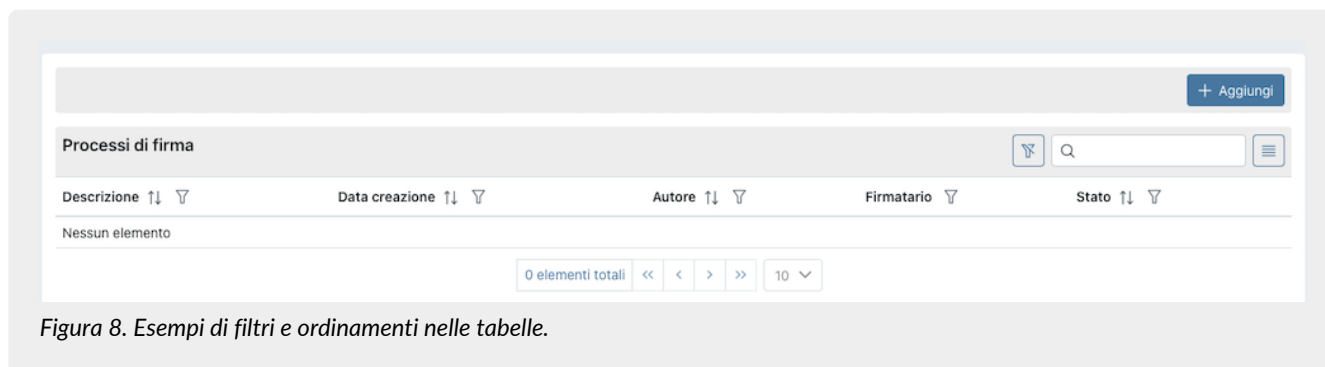 + Aggiungi
Processi di firma
Descrizione Data creazione Autore Firmatario Stato
Nessun elemento
0 elementi totali << < > >> 10
Figura 8. Esempi di filtri e ordinamenti nelle tabelle.